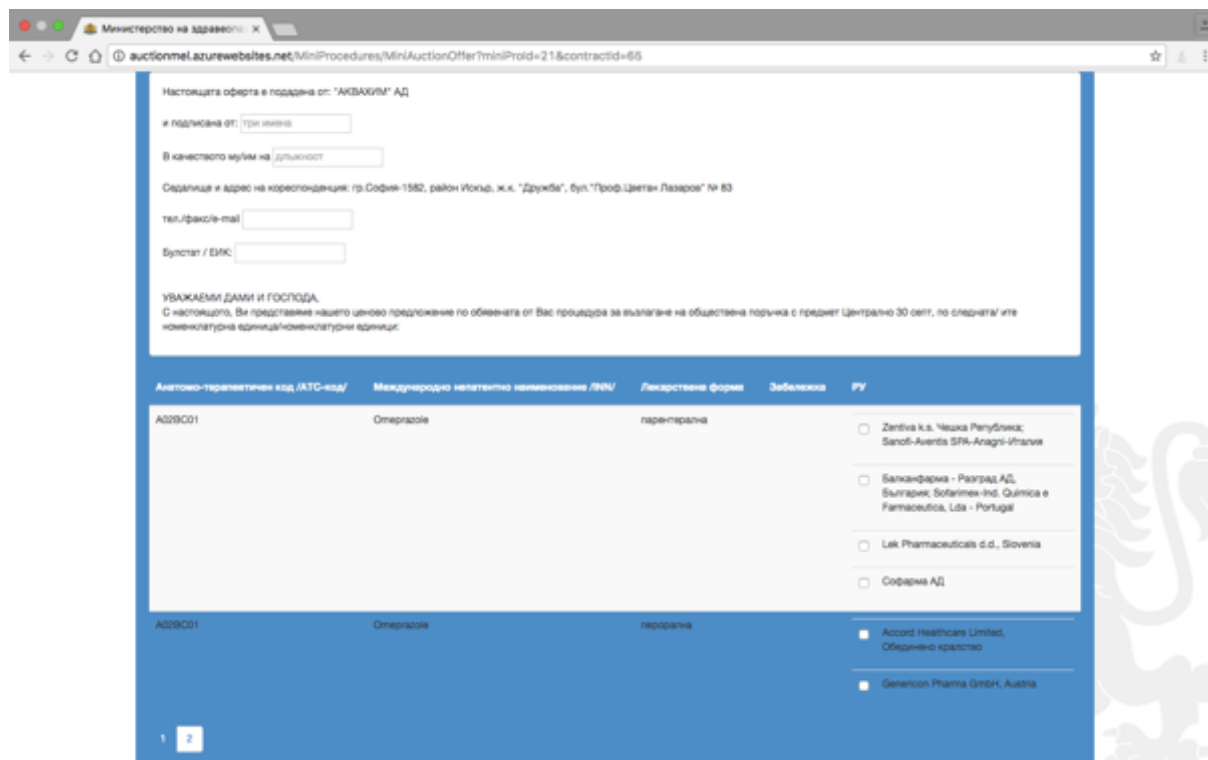 Министерство на здравеопа
auctionmel.azurewebsites.net/MiniProcedures/MiniAuctionOffer?miniProId=21&contractid=65
Настоящата оферта е подадена от: "АКВАХИМ" АД
и подписана от: три имена
В качеството му/им на длъжност
Седалище и адрес на кореспонденция: гр.София-1582, район Искър, ж.к. "Дружба", бул."Проф.Цветан Лазаров" № 83
тел./факс/e-mail
Булстат / ЕИК:
УВАЖАЕМИ ДАМИ И ГОСПОДА,
С настоящото, Ви представяме нашето ценово предложение по обявената от Вас процедура за възлагане на обществена поръчка с предмет Централно 30 септ, по следната/ ите
номенклатурна единица/номенклатурни единици:
Анатомо-терапевтичен код /АТС-код/ Международно непатентно наименование /INN/ Лекарствена форма Забележка РУ
A02BC01 Omeprazole парентерална
Zentiva k.s. Чешка Република;
Sanofi-Aventis SPA-Anagni-Италия
Балканфарма - Разград АД,
България; Sofarimex-Ind. Quimica e
Farmaceutica, Lda - Portugal
Lek Pharmaceuticals d.d., Slovenia
Софарма АД
A02BC01 Omeprazole перорална
Accord Healthcare Limited,
Обединено кралство
Genericon Pharma GmbH, Austria
1 2